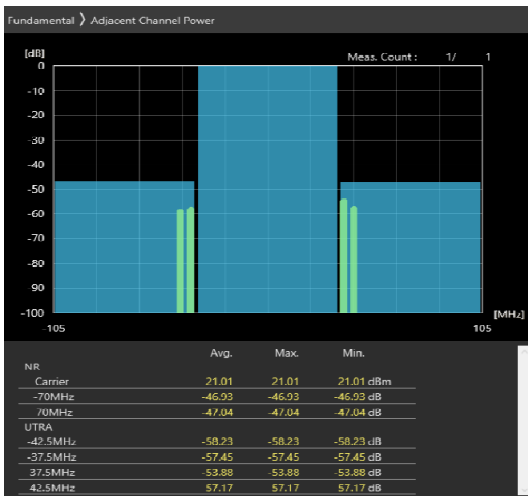 Fundamental ❯ Adjacent Channel Power
[dB]
Meas. Count : 1/ 1
0
-10
-20
-30
-40
-50
-60
-70
-80
90
-100
[MHz]
-105 105
Avg. Max. Min.
NR
Carrier 21.01 21.01 21.01 dBm
-70MHz -46.93 -46.93 -46.93 dB
70MHz -47.04 -47.04 -47.04 dB
UTRA
-42.5MHz -58.23 -58.23 -58.23 dB
-37.5MHz -57.45 -57.45 -57.45 dB
37.5MHz -53.88 -53.88 -53.88 dB
42.5MHz 57.17 57.17 57.17 dB